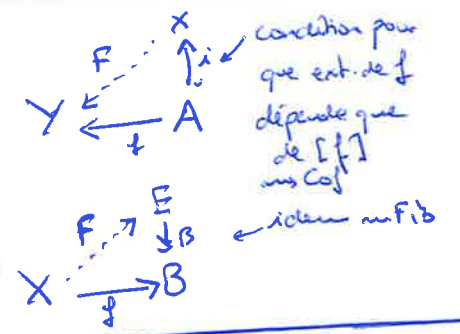 X
F i condition pour
que ext. de f
Y f A dépende que
de [f]
⇝ Cof
E
F ↓ p ← idem ⇝ Fib
X f B